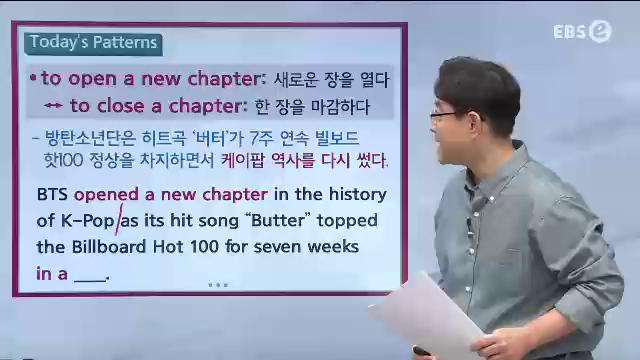 EBS e
Today's Patterns
• to open a new chapter: 새로운 장을 열다
↔ to close a chapter: 한 장을 마감하다
- 방탄소년단은 히트곡 '버터'가 7주 연속 빌보드
핫100 정상을 차지하면서 케이팝 역사를 다시 썼다.
BTS opened a new chapter in the history
of K-Pop/as its hit song "Butter" topped
the Billboard Hot 100 for seven weeks
in a ___.